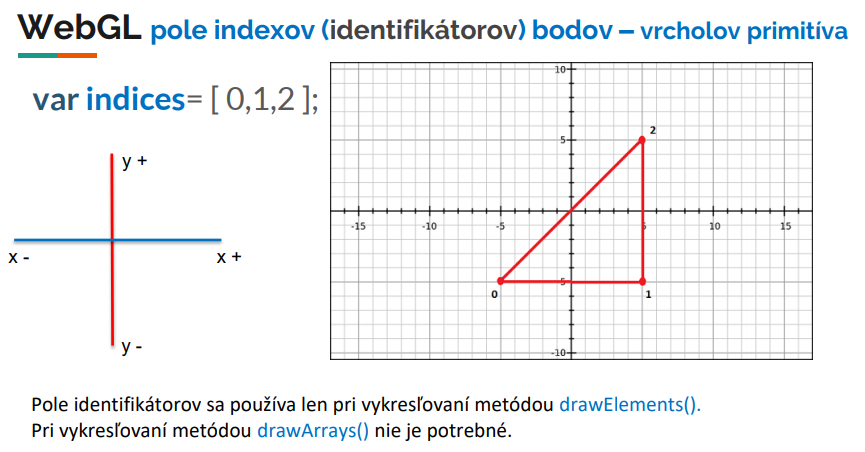 WebGL pole indexov (identifikátorov) bodov – vrcholov primitíva
var indices= [ 0,1,2 ];
y +
x -
x +
y -
10
5
-15
-10
-5
5
10
15
-5
-10
2
0
1
Pole identifikátorov sa používa len pri vykresľovaní metódou drawElements().
Pri vykresľovaní metódou drawArrays() nie je potrebné.